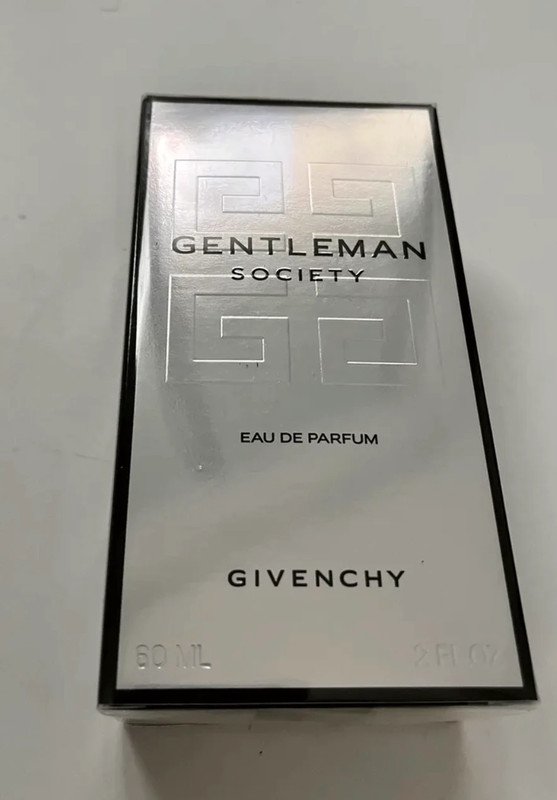 GENTLEMAN
SOCIETY
EAU DE PARFUM
GIVENCHY
60 ML 2 Fl. Oz